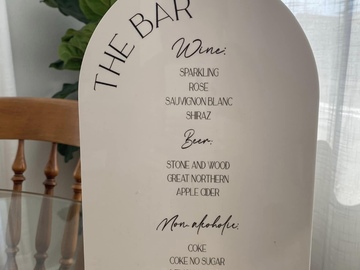 THE BAR
Wine:
SPARKLING
ROSE
SAUVIGNON BLANC
SHIRAZ
Beer:
STONE AND WOOD
GREAT NORTHERN
APPLE CIDER
Non alcoholic:
COKE
COKE NO SUGAR